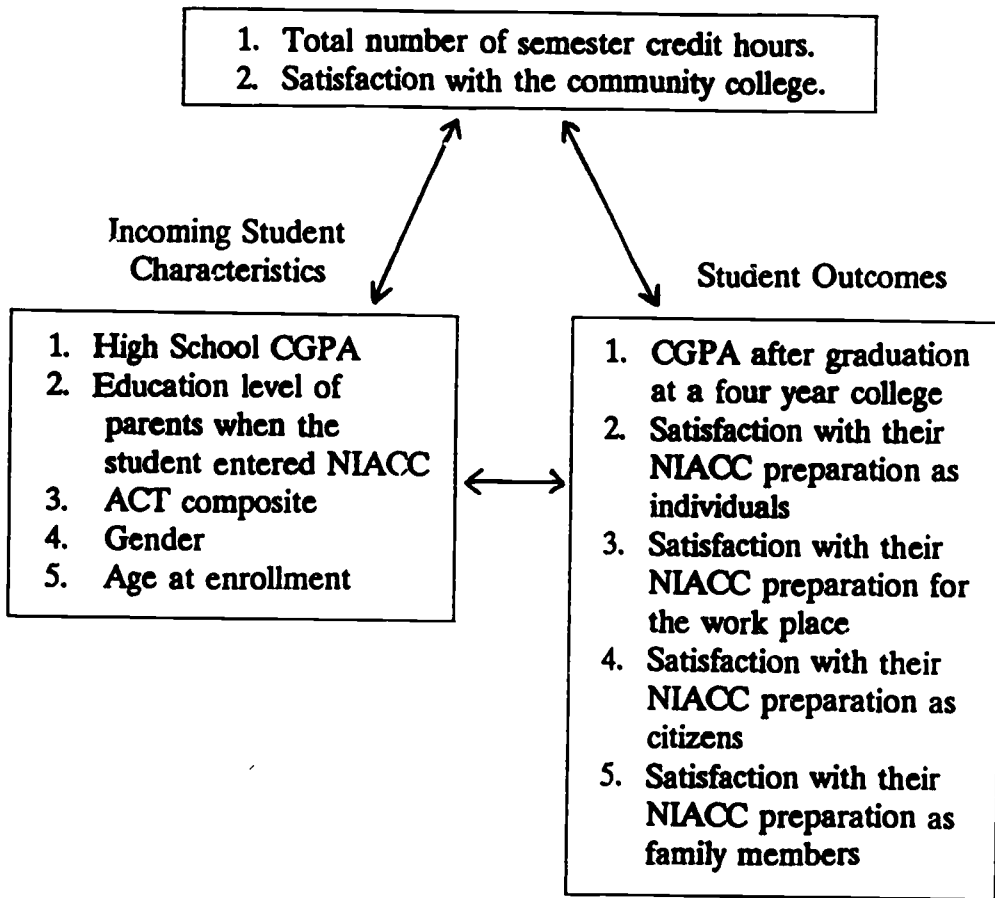 1. Total number of semester credit hours.
2. Satisfaction with the community college.
Incoming Student
Characteristics
1. High School CGPA
2. Education level of
parents when the
student entered NIACC
3. ACT composite
4. Gender
5. Age at enrollment
Student Outcomes
1. CGPA after graduation
at a four year college
2. Satisfaction with their
NIACC preparation as
individuals
3. Satisfaction with their
NIACC preparation for
the work place
4. Satisfaction with their
NIACC preparation as
citizens
5. Satisfaction with their
NIACC preparation as
family members